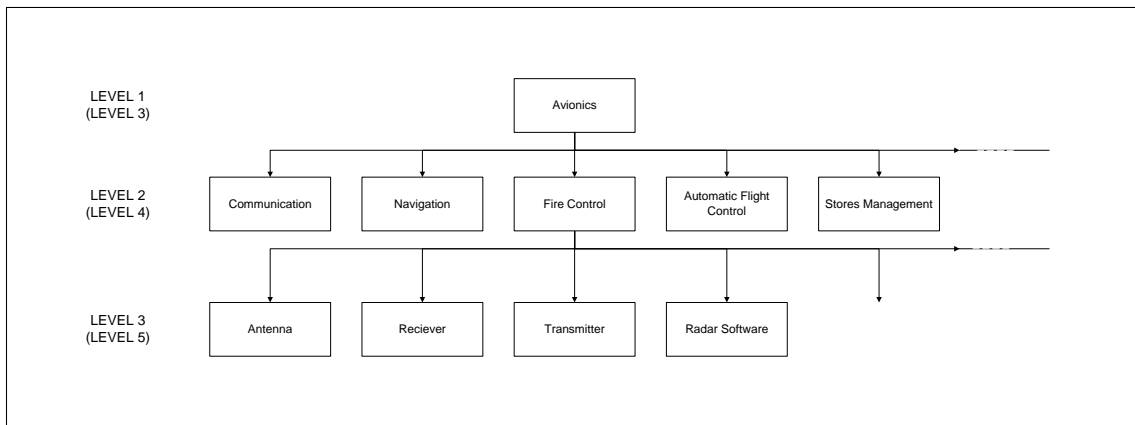 LEVEL 1
(LEVEL 3)
Avionics
LEVEL 2
(LEVEL 4)
Communication
Navigation
Fire Control
Automatic Flight
Control
Stores Management
LEVEL 3
(LEVEL 5)
Antenna
Reciever
Transmitter
Radar Software